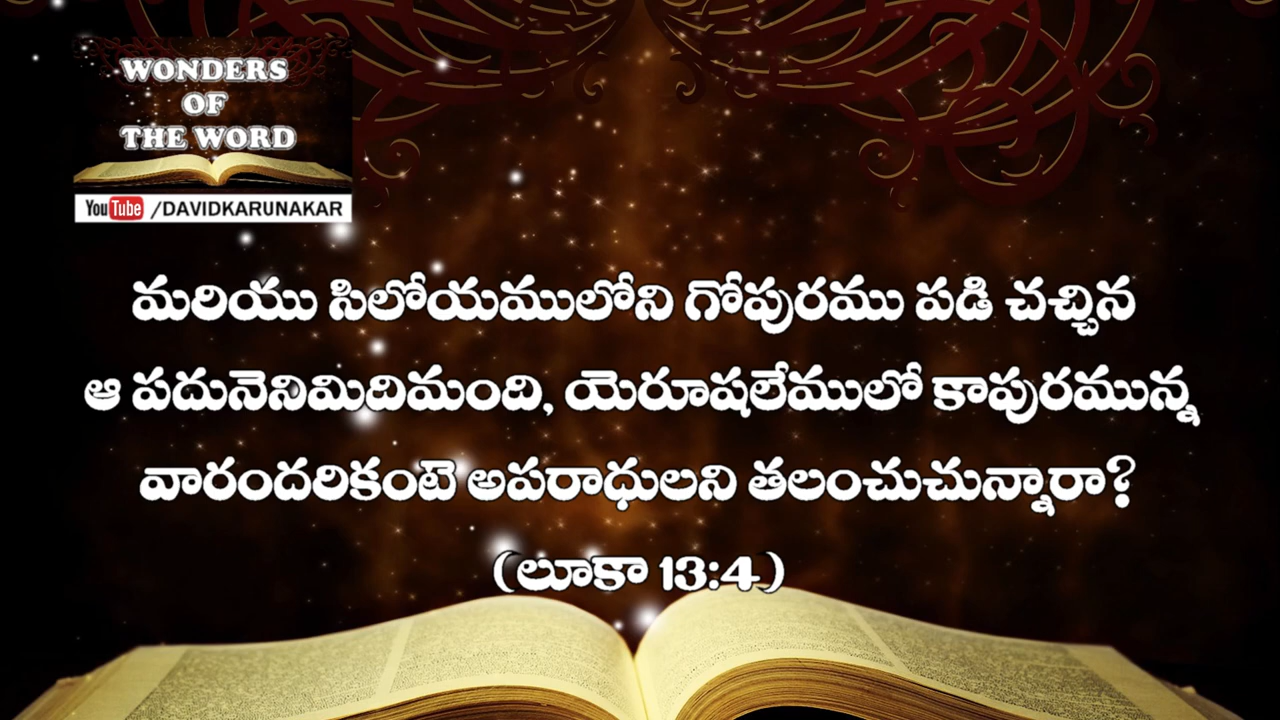 WONDERS
OF
THE WORD
YouTube /DAVIDKARUNAKAR
మరియు సిలోయములోని గోపురము పడి చచ్చిన
ఆ పదునెనిమిదిమంది, యెరూషలేములో కాపురమున్న
వారందరికంటె అపరాధులని తలంచుచున్నారా?
(లూకా 13:4)